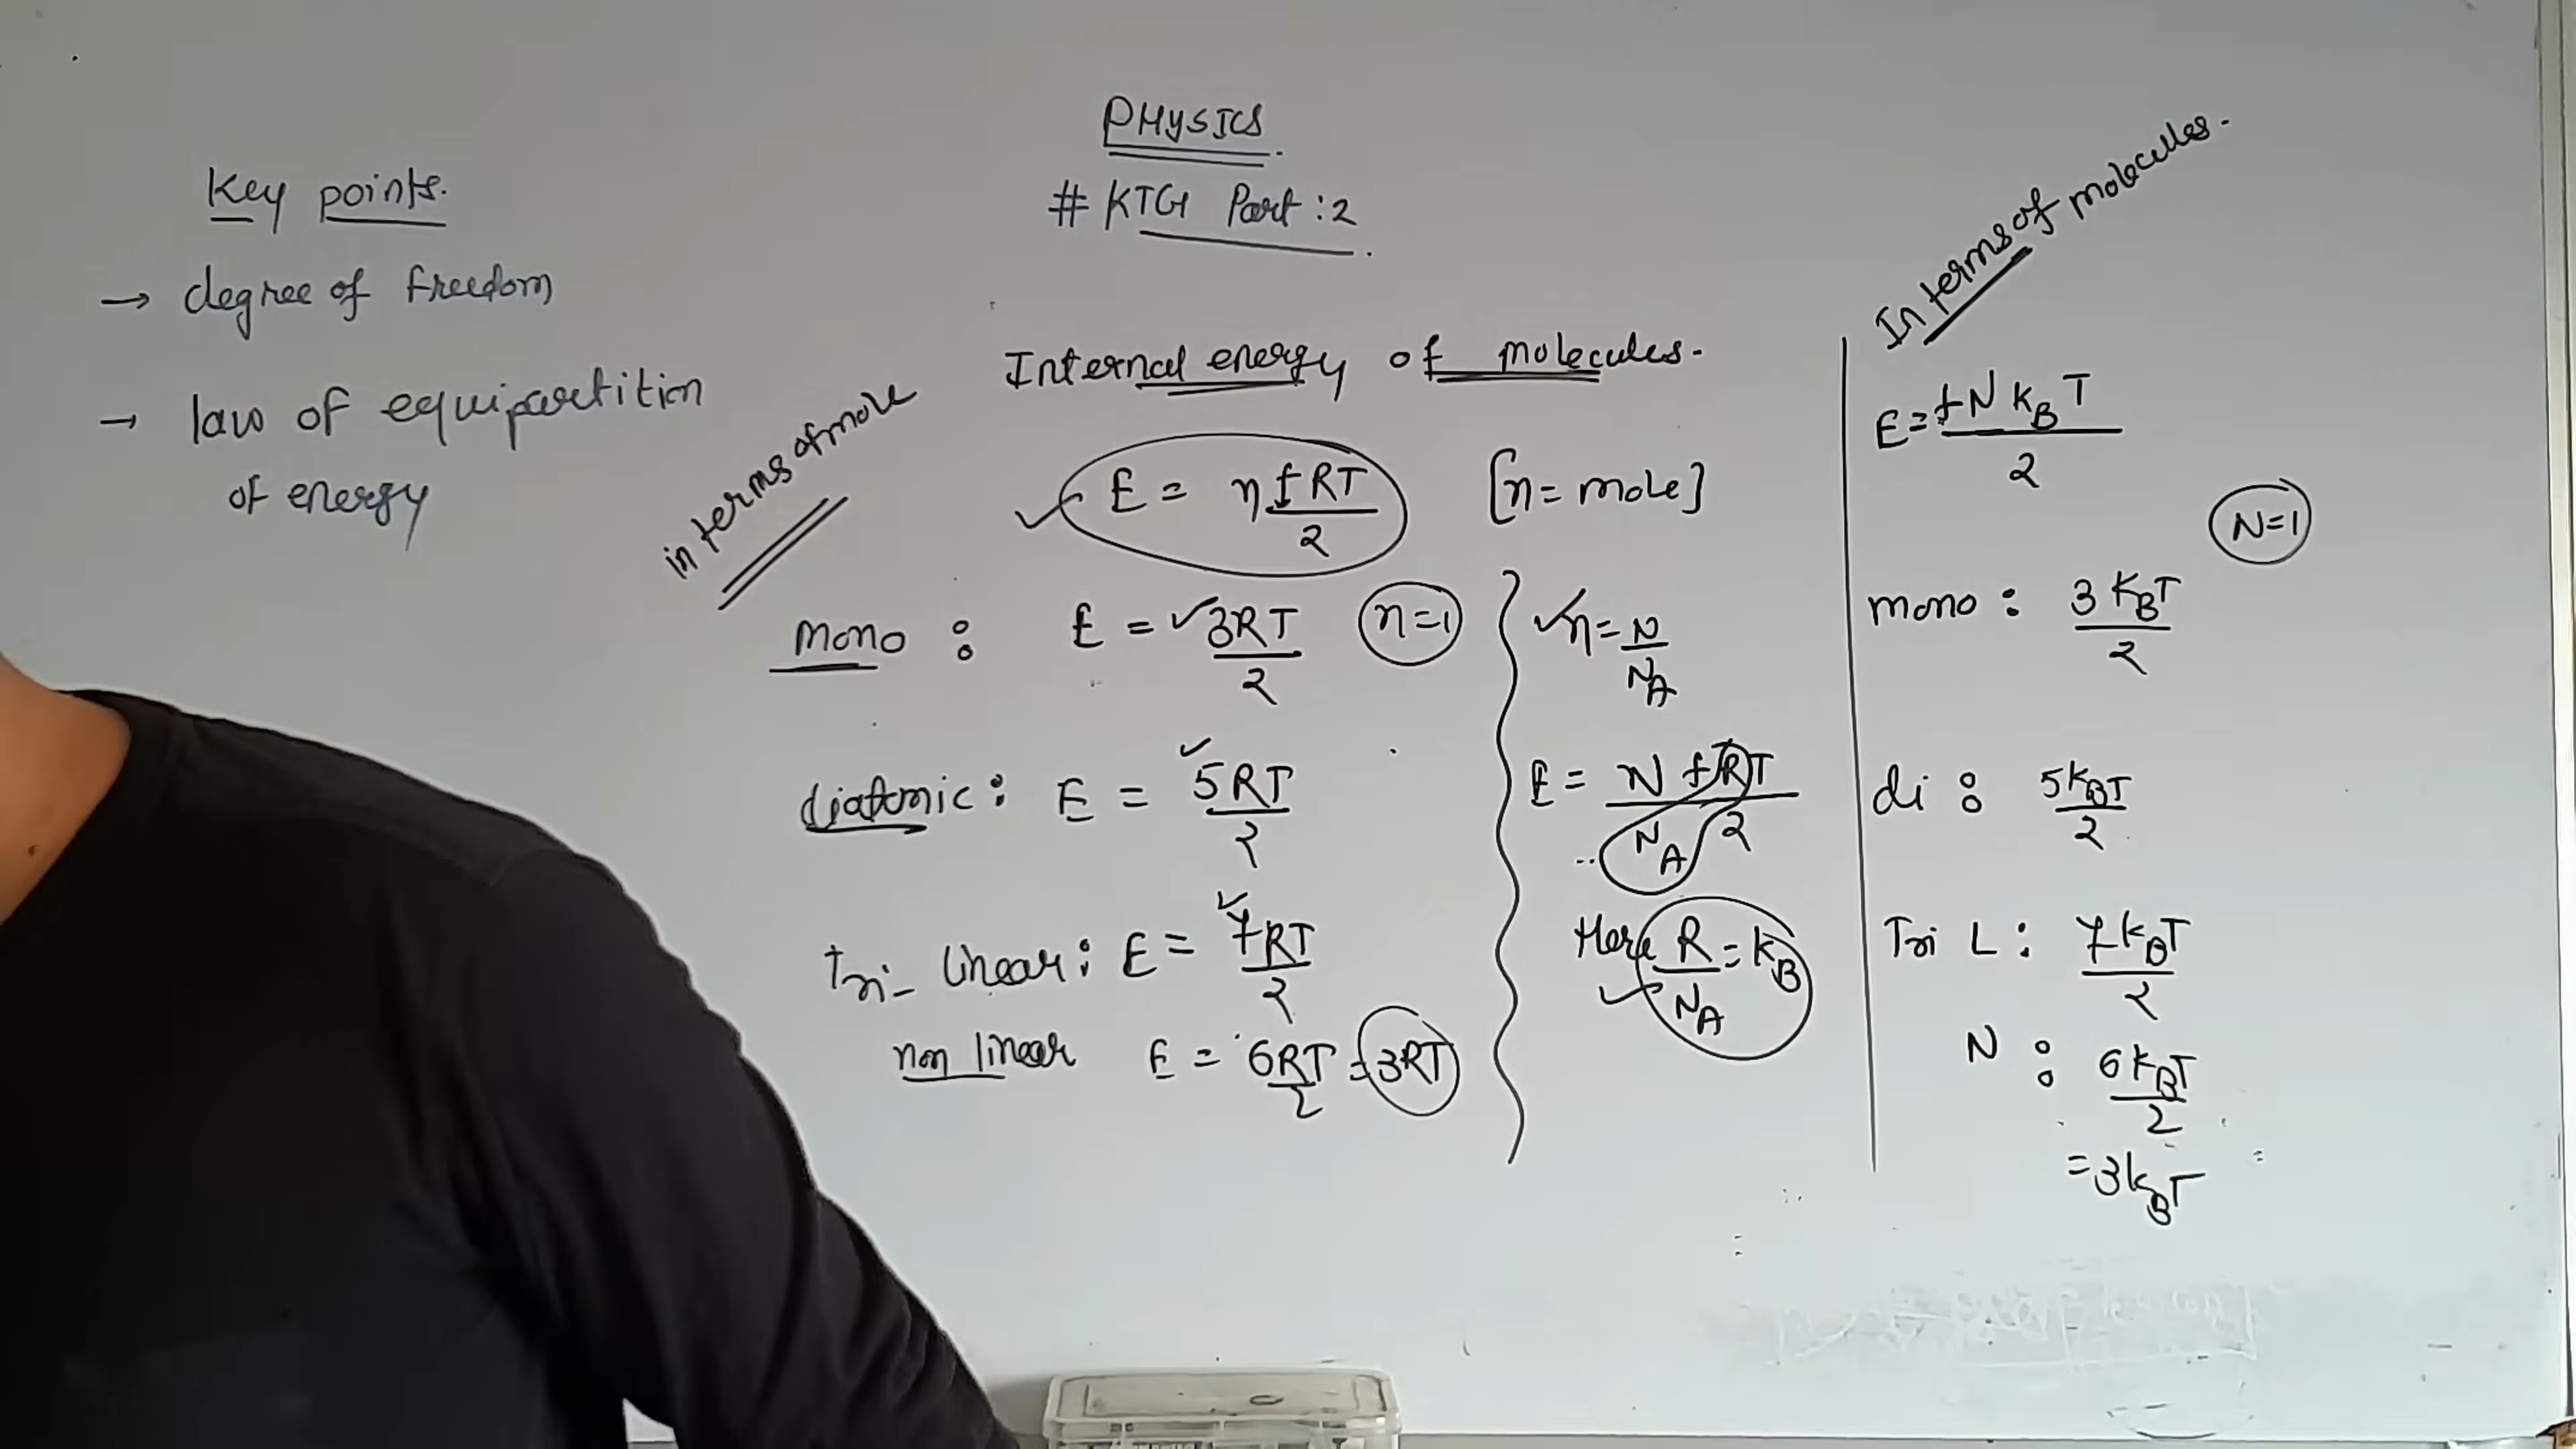 PHYSICS
# KTG Part : 2
Key points.
→ degree of freedom
→ law of equipartition
of energy
Internal energy of molecules.
in terms of mole
E = nfRT/2 [n = mole]
mono : E = 3RT/2 n=1
diatomic : E = 5RT/2
tri- linear : E = 7RT/2
non linear E = 6RT/2 = 3RT
n = N/NA
E = N fRT/NA 2
Here R/NA = kB
In terms of molecules.
E = fN KB T/2
N=1
mono : 3 KBT/2
di : 5KBT/2
Tri L : 7KBT/2
N : 6KBT/2
= 3KBT